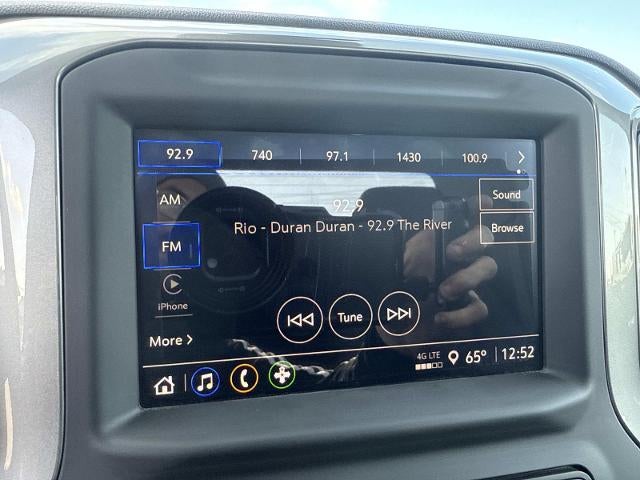 92.9 740 97.1 1430 100.9
AM
FM
iPhone
More
92.9
Rio - Duran Duran - 92.9 The River
Sound
Browse
Tune
4G LTE 65° 12:52